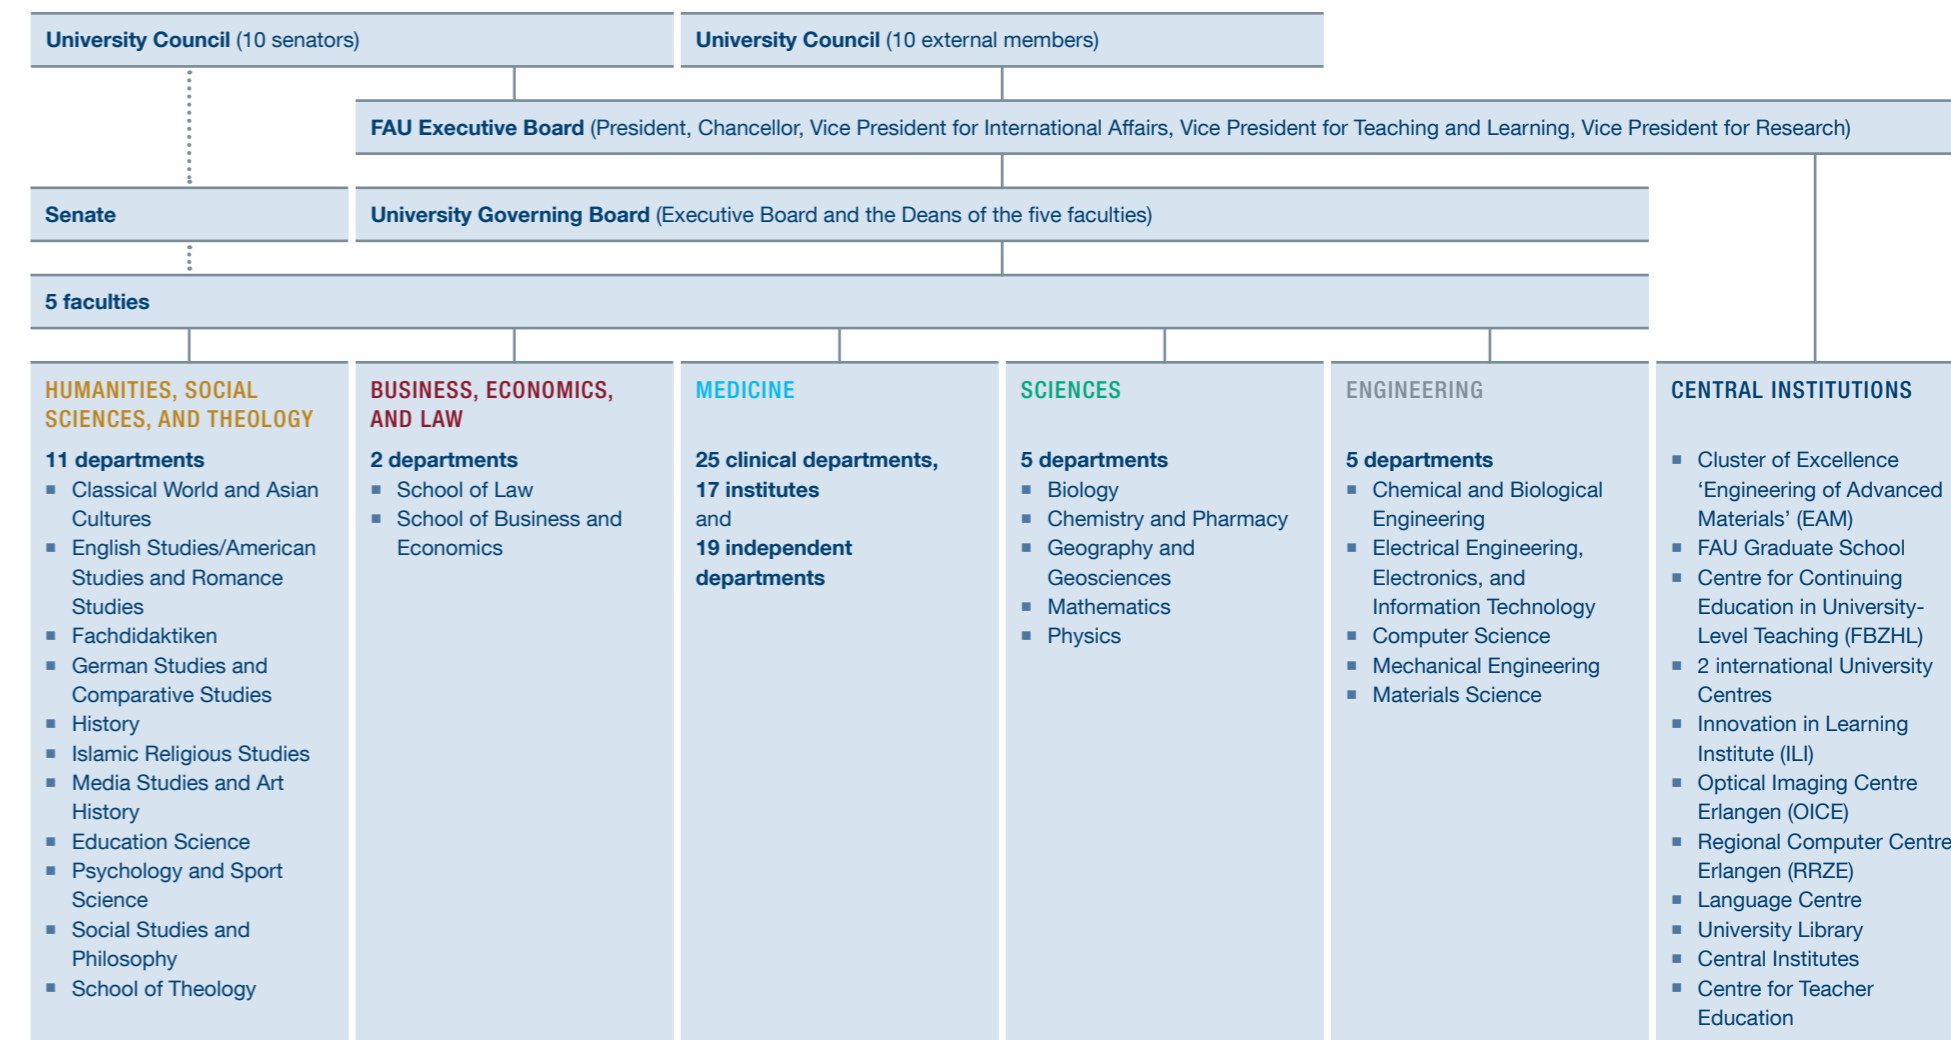 University Council (10 senators)
University Council (10 external members)
FAU Executive Board (President, Chancellor, Vice President for International Affairs, Vice President for Teaching and Learning, Vice President for Research)
Senate
University Governing Board (Executive Board and the Deans of the five faculties)
5 faculties
HUMANITIES, SOCIAL
SCIENCES, AND THEOLOGY
11 departments
▪ Classical World and Asian
Cultures
▪ English Studies/American
Studies and Romance
Studies
▪ Fachdidaktiken
▪ German Studies and
Comparative Studies
▪ History
▪ Islamic Religious Studies
▪ Media Studies and Art
History
▪ Education Science
▪ Psychology and Sport
Science
▪ Social Studies and
Philosophy
▪ School of Theology
BUSINESS, ECONOMICS,
AND LAW
2 departments
▪ School of Law
▪ School of Business and
Economics
MEDICINE
25 clinical departments,
17 institutes
and
19 independent
departments
SCIENCES
5 departments
▪ Biology
▪ Chemistry and Pharmacy
▪ Geography and
Geosciences
▪ Mathematics
▪ Physics
ENGINEERING
5 departments
▪ Chemical and Biological
Engineering
▪ Electrical Engineering,
Electronics, and
Information Technology
▪ Computer Science
▪ Mechanical Engineering
▪ Materials Science
CENTRAL INSTITUTIONS
▪ Cluster of Excellence
‘Engineering of Advanced
Materials’ (EAM)
▪ FAU Graduate School
▪ Centre for Continuing
Education in University-
Level Teaching (FBZHL)
▪ 2 international University
Centres
▪ Innovation in Learning
Institute (ILI)
▪ Optical Imaging Centre
Erlangen (OICE)
▪ Regional Computer Centre
Erlangen (RRZE)
▪ Language Centre
▪ University Library
▪ Central Institutes
▪ Centre for Teacher
Education